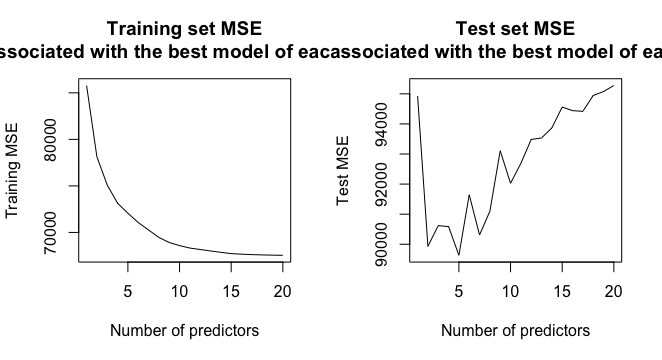 Training set MSE
ssociated with the best model of eac
80000
70000
Training MSE
5 10 15 20
Number of predictors
Test set MSE
associated with the best model of ea
94000
92000
90000
Test MSE
5 10 15 20
Number of predictors